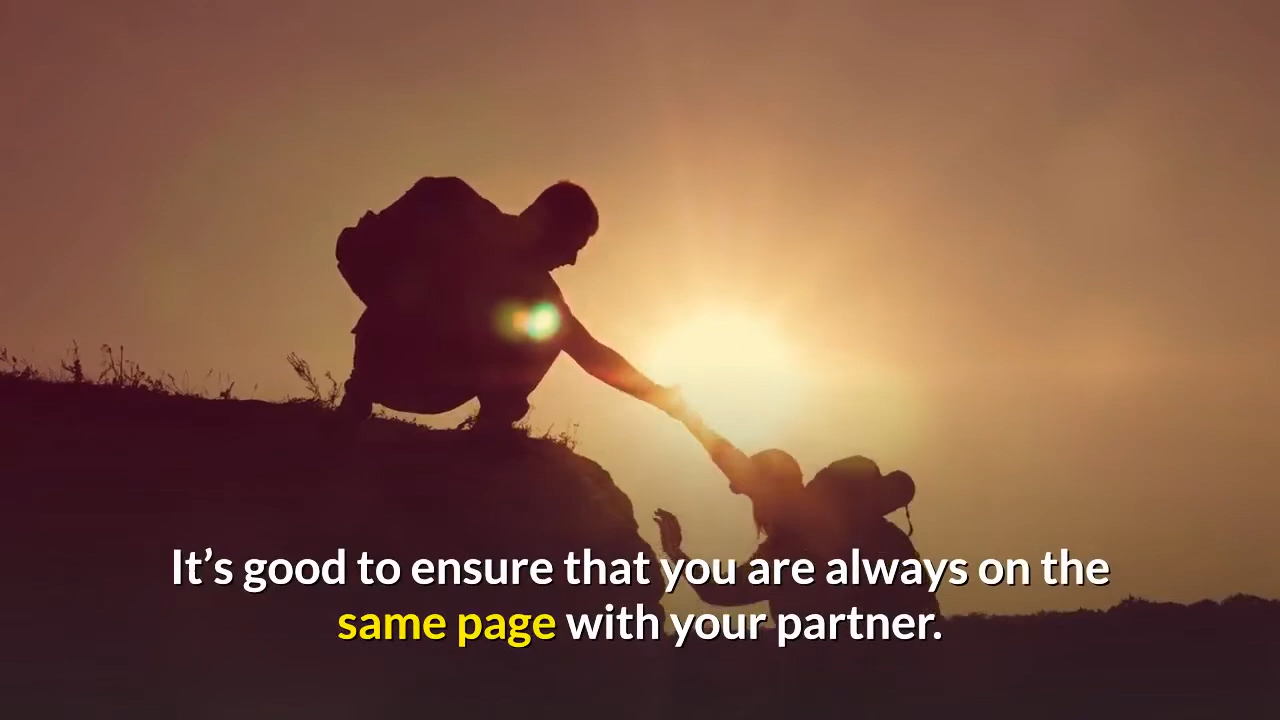 It’s good to ensure that you are always on the
same page with your partner.